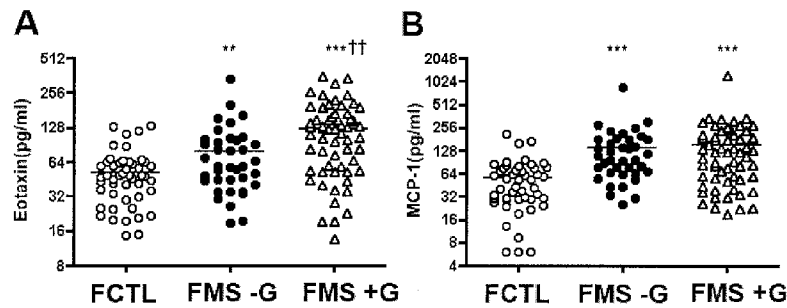 A
Eotaxin(pg/ml)
512
256
128
64
32
16
8
**
***††
FCTL
FMS -G
FMS +G
B
MCP-1(pg/ml)
2048
1024
512
256
128
64
32
16
8
4
***
***
FCTL
FMS -G
FMS +G